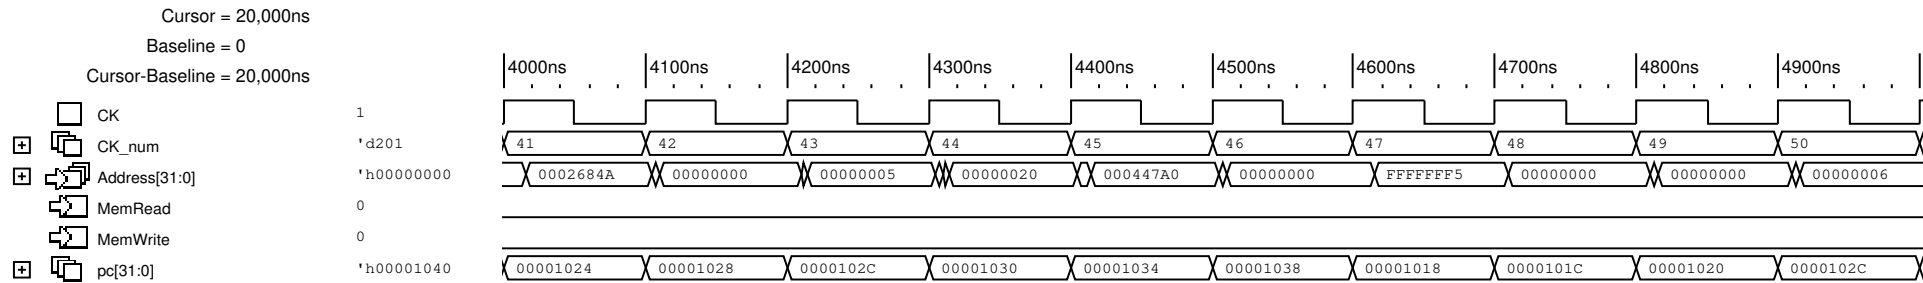 Cursor = 20,000ns
Baseline = 0
Cursor-Baseline = 20,000ns
4000ns 4100ns 4200ns 4300ns 4400ns 4500ns 4600ns 4700ns 4800ns 4900ns
CK 1
CK_num 'd201 41 42 43 44 45 46 47 48 49 50
Address[31:0] 'h00000000 0002684A 00000000 00000005 00000020 000447A0 00000000 FFFFFFF5 00000000 00000000 00000006
MemRead 0
MemWrite 0
pc[31:0] 'h00001040 00001024 00001028 0000102C 00001030 00001034 00001038 00001018 0000101C 00001020 0000102C